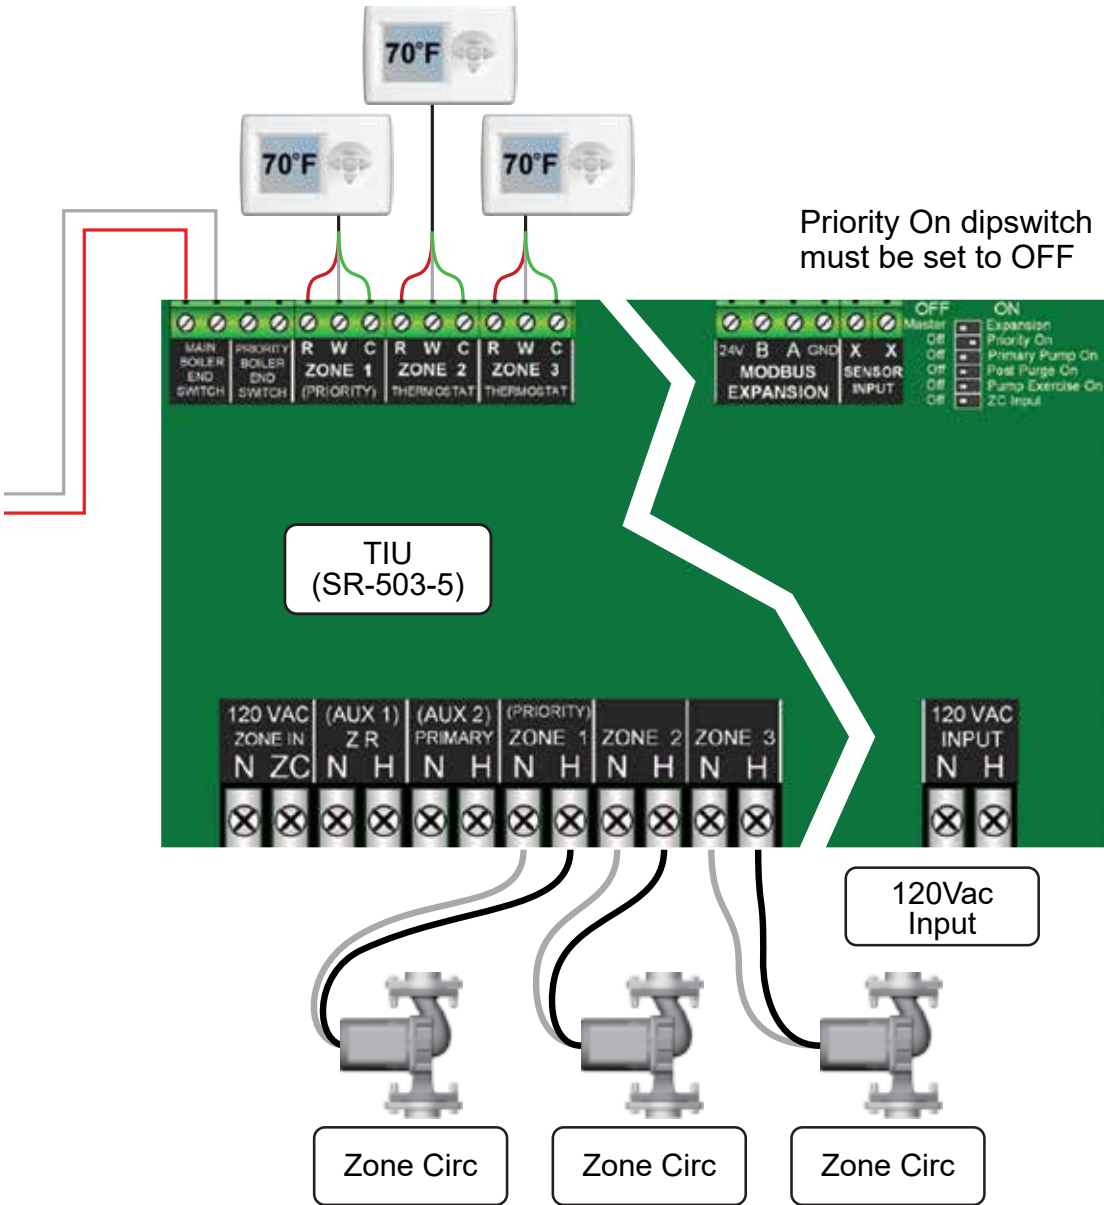 70°F
70°F
70°F
Priority On dipswitch
must be set to OFF
OFF ON
Master Expansion
Off Priority On
Off Primary Pump On
Off Post Purge On
Off Pump Exercise On
Off ZC Input
MAIN
BOILER
END
SWITCH
PRIORITY
BOILER
END
SWITCH
R W C
ZONE 1
(PRIORITY)
R W C
ZONE 2
THERMOSTAT
R W C
ZONE 3
THERMOSTAT
24V B A GND
MODBUS
EXPANSION
X X
SENSOR
INPUT
TIU
(SR-503-5)
120 VAC
ZONE IN
N ZC
(AUX 1)
Z R
N H
(AUX 2)
PRIMARY
N H
(PRIORITY)
ZONE 1
N H
ZONE 2
N H
ZONE 3
N H
120 VAC
INPUT
N H
120Vac
Input
Zone Circ
Zone Circ
Zone Circ